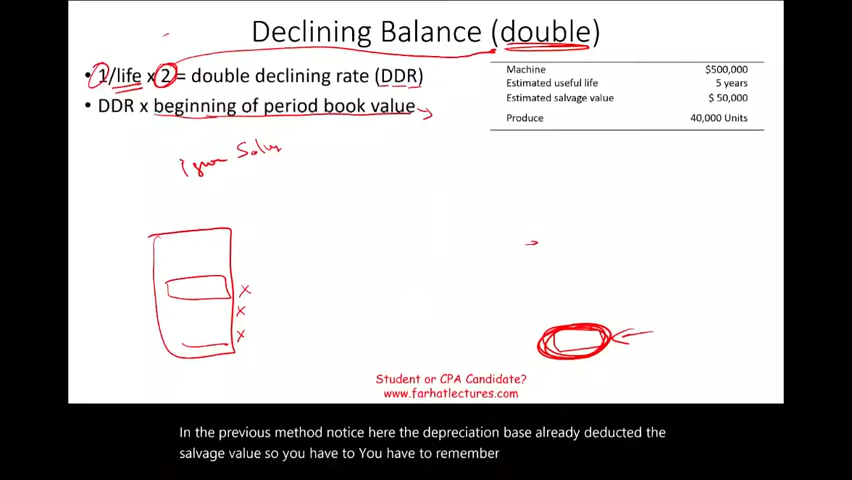 Declining Balance (double)
• 1/life x 2 = double declining rate (DDR)
• DDR x beginning of period book value
Machine $500,000
Estimated useful life 5 years
Estimated salvage value $ 50,000
Produce 40,000 Units
x
x
x
Student or CPA Candidate?
www.farhatlectures.com
In the previous method notice here the depreciation base already deducted the
salvage value so you have to You have to remember